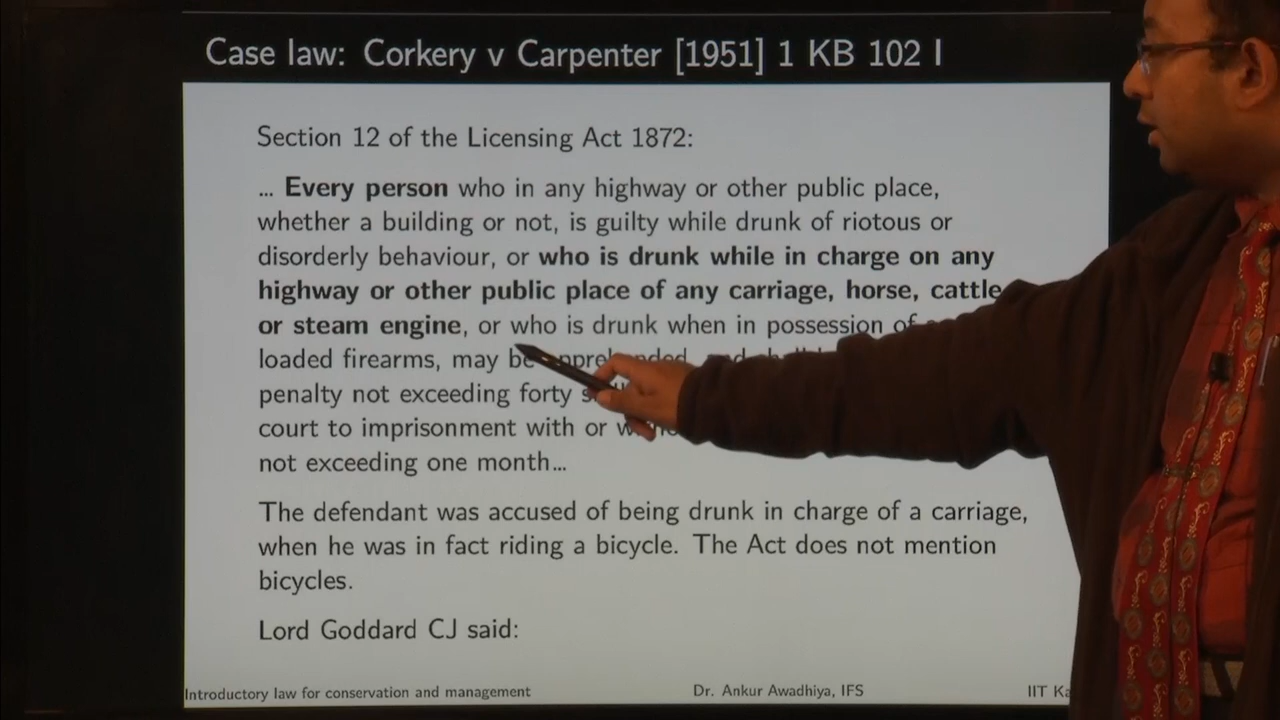 Case law: Corkery v Carpenter [1951] 1 KB 102 I
Section 12 of the Licensing Act 1872:
... Every person who in any highway or other public place,
whether a building or not, is guilty while drunk of riotous or
disorderly behaviour, or who is drunk while in charge on any
highway or other public place of any carriage, horse, cattle
or steam engine, or who is drunk when in possession of
loaded firearms, may be apprehended, and
penalty not exceeding forty
court to imprisonment with or
not exceeding one month...
The defendant was accused of being drunk in charge of a carriage,
when he was in fact riding a bicycle. The Act does not mention
bicycles.
Lord Goddard CJ said:
Introductory law for conservation and management Dr. Ankur Awadhiya, IFS IIT